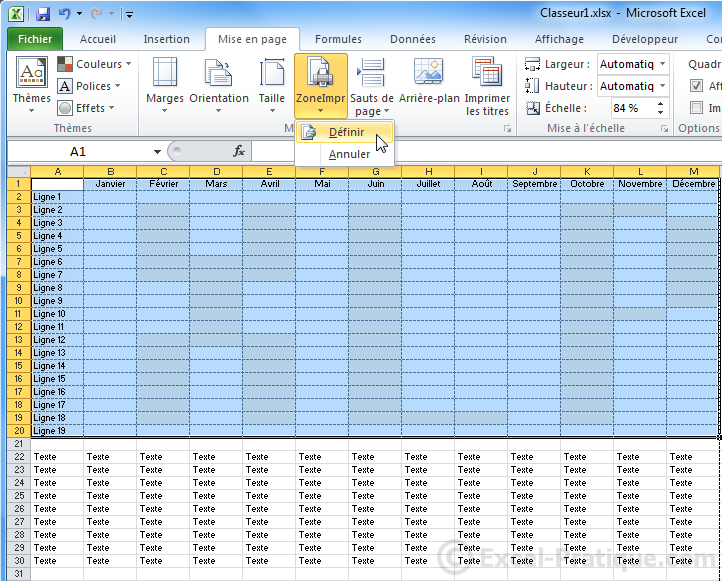 Classeur1.xlsx - Microsoft Excel
Fichier Accueil Insertion Mise en page Formules Données Révision Affichage Développeur Co
Thèmes Couleurs Polices Effets Marges Orientation Taille ZoneImpr Sauts de page Arrière-plan Imprimer les titres Largeur : Automatiq Hauteur : Automatiq Échelle : 84 % Quadr Affi Im
Thèmes M Mise à l'échelle Options
Définir
Annuler
A1 fx
A B C D E F G H I J K L M
1 Janvier Février Mars Avril Mai Juin Juillet Août Septembre Octobre Novembre Décembre
2 Ligne 1
3 Ligne 2
4 Ligne 3
5 Ligne 4
6 Ligne 5
7 Ligne 6
8 Ligne 7
9 Ligne 8
10 Ligne 9
11 Ligne 10
12 Ligne 11
13 Ligne 12
14 Ligne 13
15 Ligne 14
16 Ligne 15
17 Ligne 16
18 Ligne 17
19 Ligne 18
20 Ligne 19
21
22 Texte Texte Texte Texte Texte Texte Texte Texte Texte Texte Texte Texte Texte
23 Texte Texte Texte Texte Texte Texte Texte Texte Texte Texte Texte Texte Texte
24 Texte Texte Texte Texte Texte Texte Texte Texte Texte Texte Texte Texte Texte
25 Texte Texte Texte Texte Texte Texte Texte Texte Texte Texte Texte Texte Texte
26 Texte Texte Texte Texte Texte Texte Texte Texte Texte Texte Texte Texte Texte
27 Texte Texte Texte Texte Texte Texte Texte Texte Texte Texte Texte Texte Texte
28 Texte Texte Texte Texte Texte Texte Texte Texte Texte Texte Texte Texte Texte
29 Texte Texte Texte Texte Texte Texte Texte Texte Texte Texte Texte Texte Texte
30 Texte Texte Texte Texte Texte Texte Texte Texte Texte Texte Texte Texte Texte
31
© Excel-Pratique.com